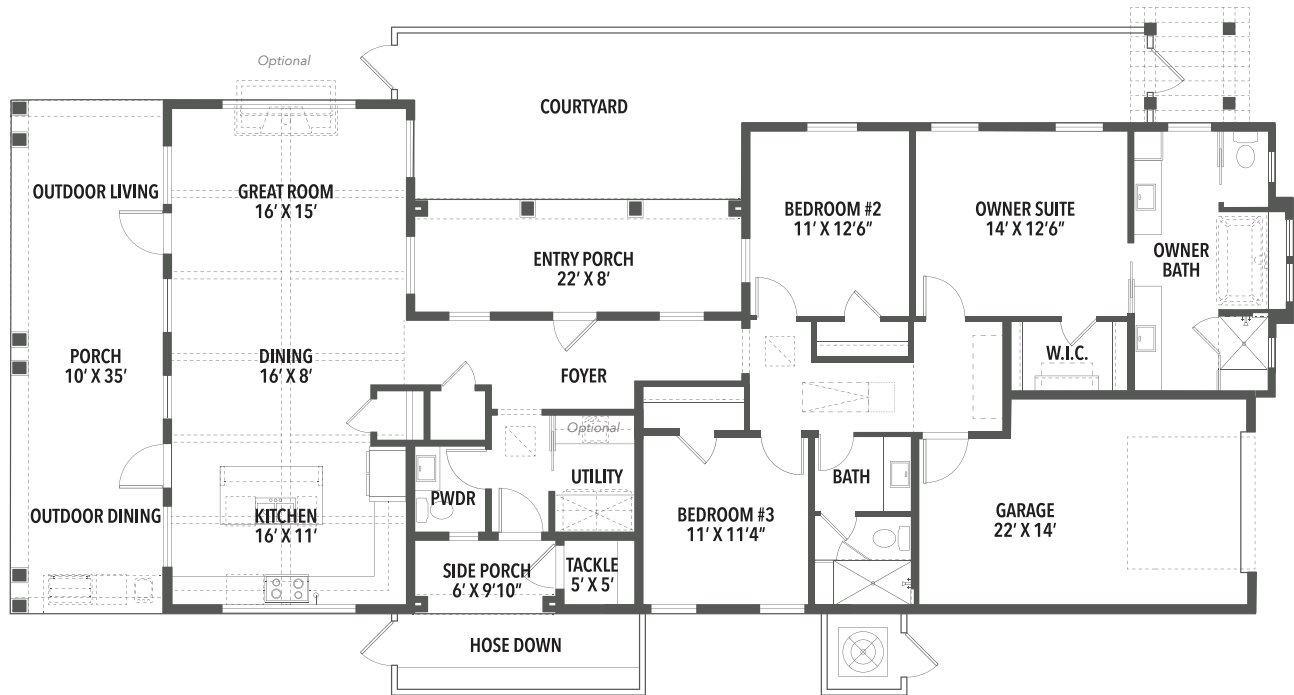 Optional
COURTYARD
OUTDOOR LIVING
GREAT ROOM
16' X 15'
BEDROOM #2
11' X 12'6"
OWNER SUITE
14' X 12'6"
OWNER
BATH
ENTRY PORCH
22' X 8'
PORCH
10' X 35'
DINING
16' X 8'
FOYER
W.I.C.
Optional
UTILITY
PWDR
BATH
OUTDOOR DINING
KITCHEN
16' X 11'
BEDROOM #3
11' X 11'4"
GARAGE
22' X 14'
SIDE PORCH
6' X 9'10"
TACKLE
5' X 5'
HOSE DOWN